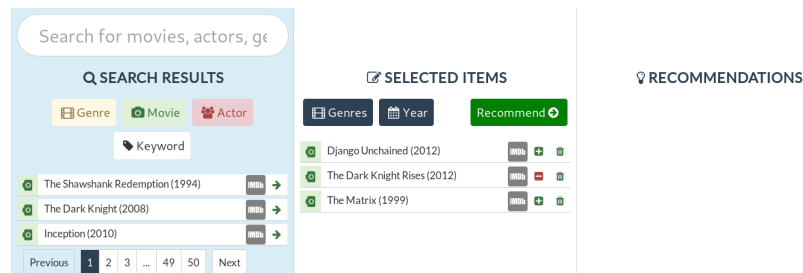 Search for movies, actors, ge
SEARCH RESULTS
Genre Movie Actor
Keyword
The Shawshank Redemption (1994) IMDb
The Dark Knight (2008) IMDb
Inception (2010) IMDb
Previous 1 2 3 ... 49 50 Next
SELECTED ITEMS
Genres Year Recommend
Django Unchained (2012) IMDb
The Dark Knight Rises (2012) IMDb
The Matrix (1999) IMDb
RECOMMENDATIONS